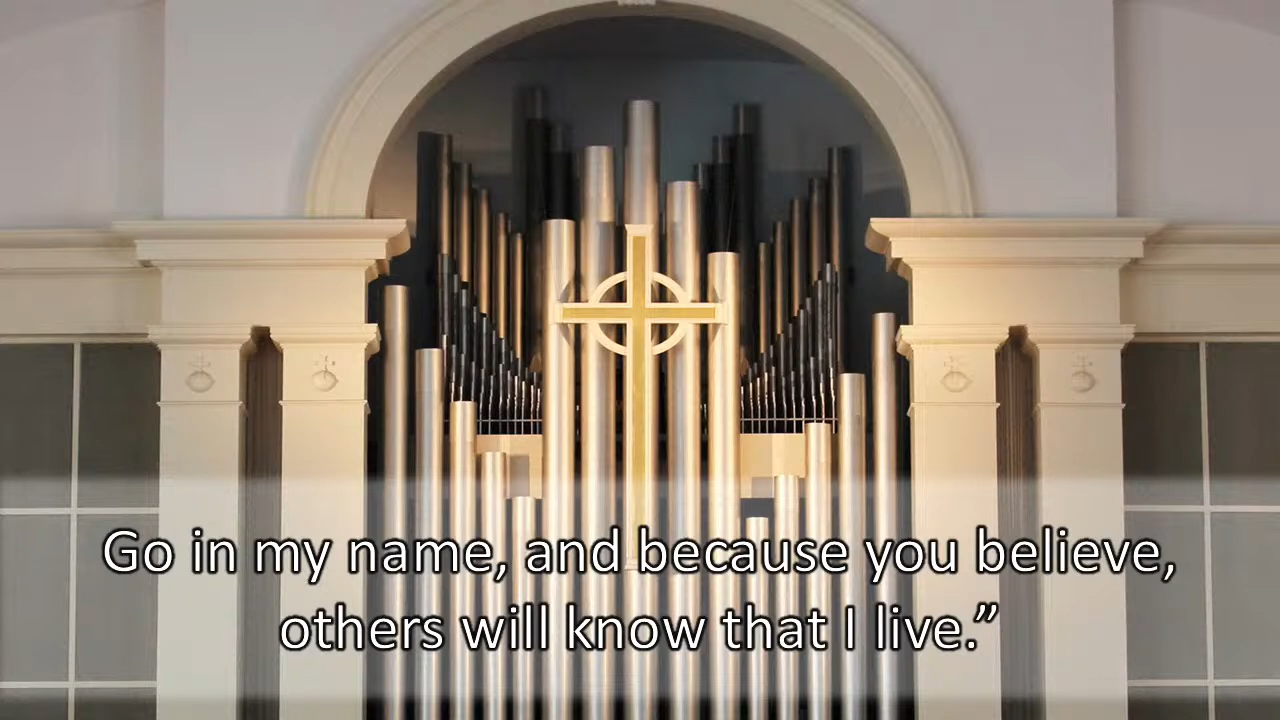 Go in my name, and because you believe,
others will know that I live.”